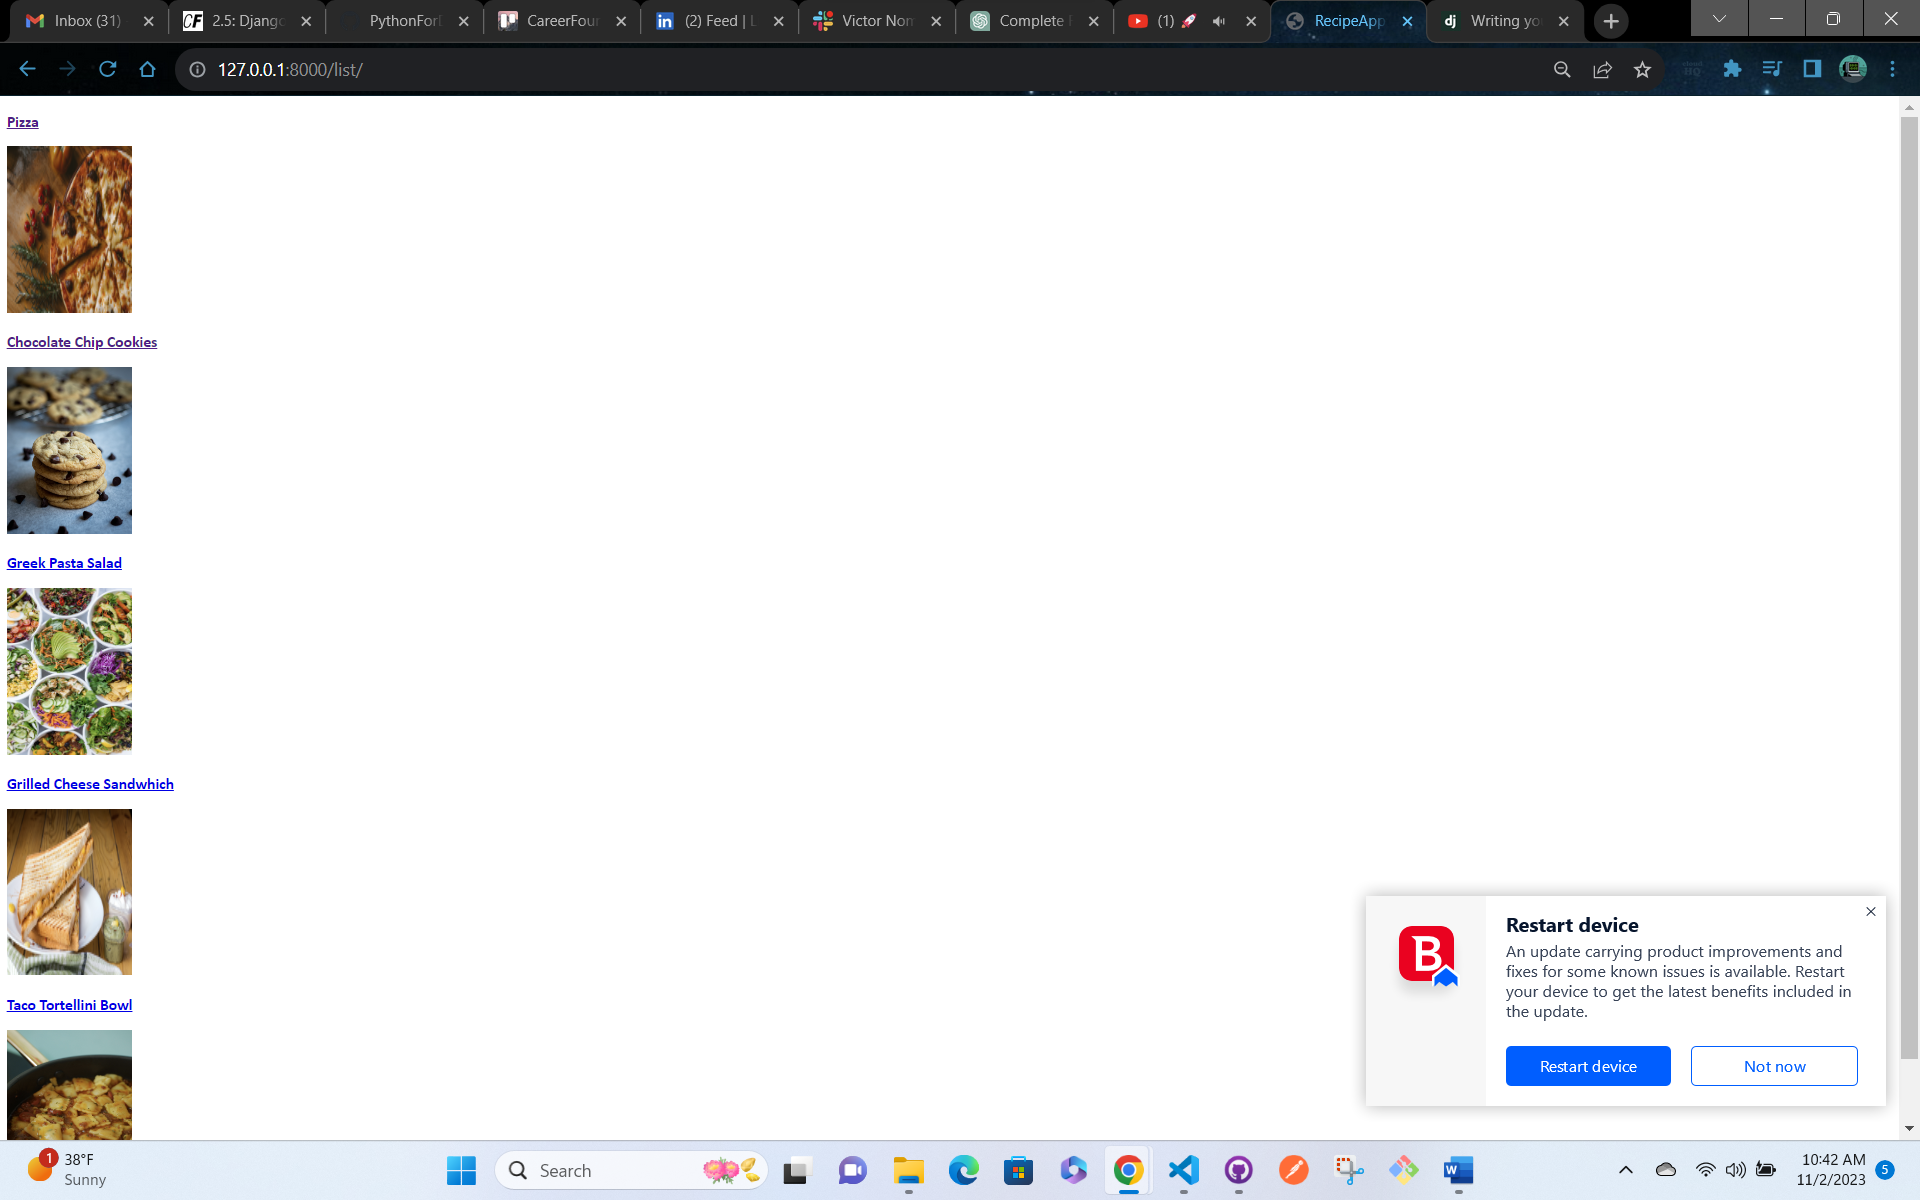 Inbox (31)
2.5: Djang
PythonFor
CareerFour
(2) Feed | L
Victor Nom
Complete
(1) 🚀
RecipeApp
Writing yo
127.0.0.1:8000/list/
Pizza
Chocolate Chip Cookies
Greek Pasta Salad
Grilled Cheese Sandwhich
Taco Tortellini Bowl
Restart device
An update carrying product improvements and
fixes for some known issues is available. Restart
your device to get the latest benefits included in
the update.
Restart device
Not now
1
38°F
Sunny
Search
10:42 AM
11/2/2023
5